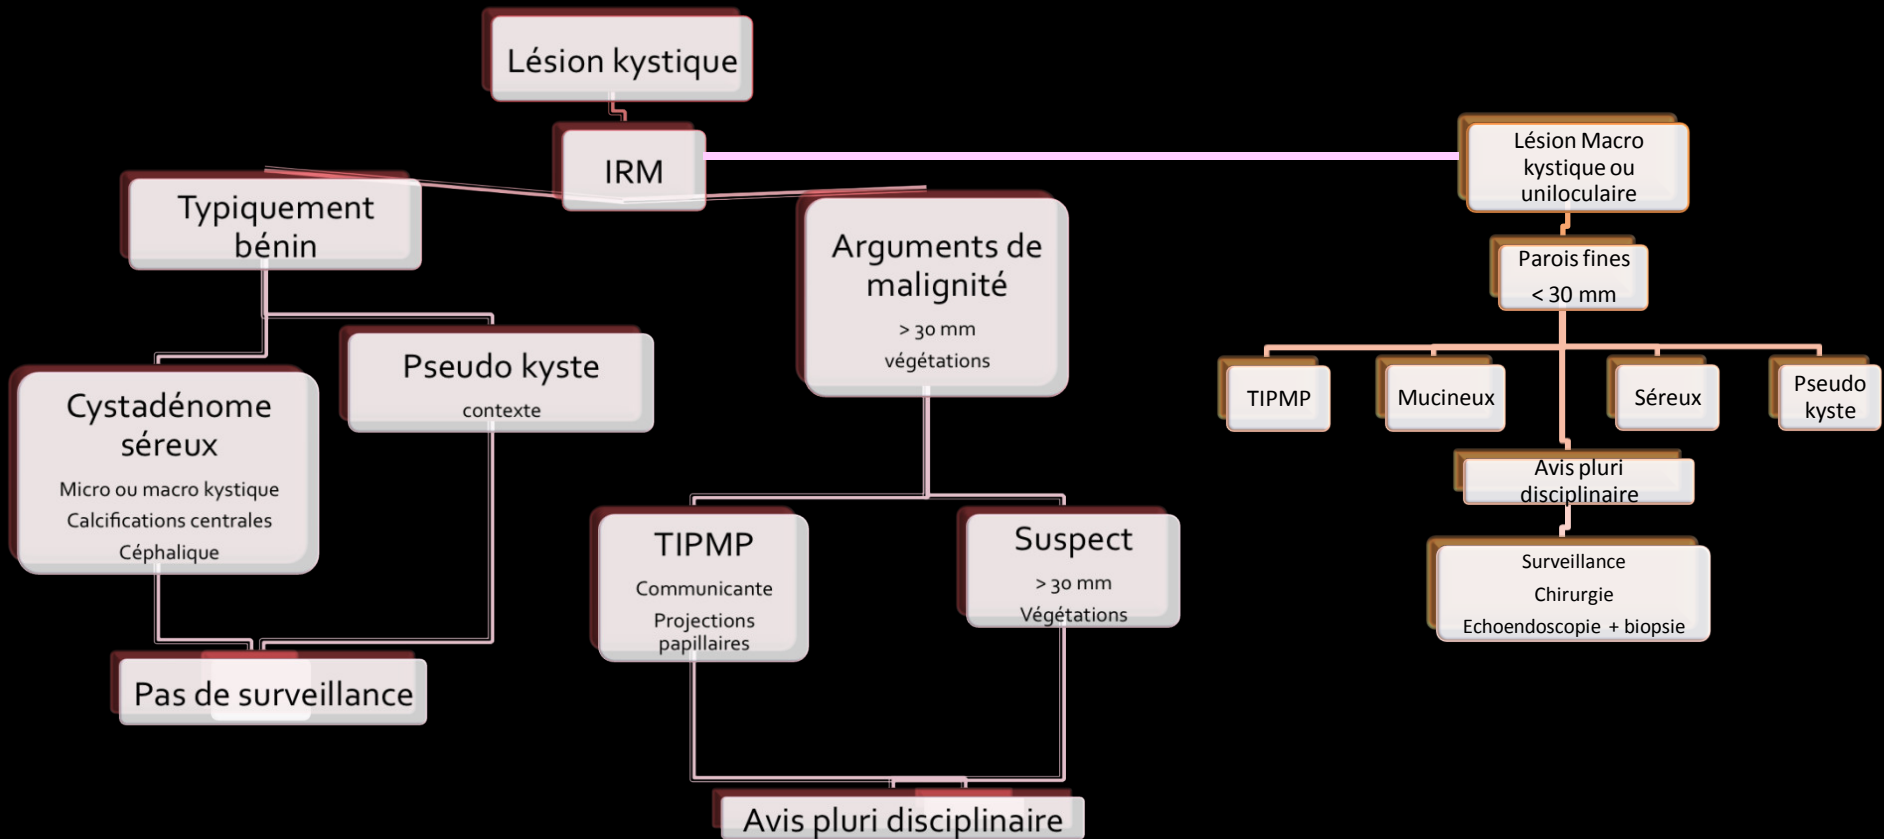 Lésion kystique
IRM
Typiquement
bénin
Cystadénome
séreux
Micro ou macro kystique
Calcifications centrales
Céphalique
Pseudo kyste
contexte
Pas de surveillance
Arguments de
malignité
> 30 mm
végétations
TIPMP
Communicante
Projections
papillaires
Suspect
> 30 mm
Végétations
Avis pluri disciplinaire
Lésion Macro
kystique ou
uniloculaire
Parois fines
< 30 mm
TIPMP
Mucineux
Séreux
Pseudo
kyste
Avis pluri
disciplinaire
Surveillance
Chirurgie
Echoendoscopie + biopsie